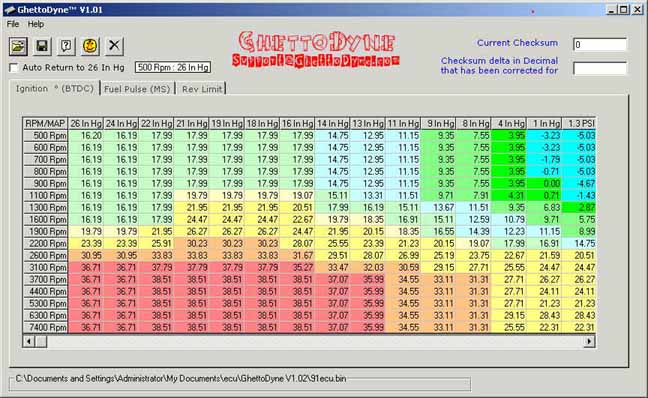 GhettoDyne™ V1.01
File Help
GhettoDyne
Support@GhettoDyne.com
Current Checksum 0
Checksum delta in Decimal
that has been corrected for
Auto Return to 26 In Hg 500 Rpm : 26 In Hg
Ignition ° (BTDC) Fuel Pulse (MS) Rev Limit
RPM/MAP 26 In Hg 24 In Hg 22 In Hg 21 In Hg 19 In Hg 18 In Hg 16 In Hg 14 In Hg 13 In Hg 11 In Hg 9 In Hg 8 In Hg 4 In Hg 1 In Hg 1.3 PSI
500 Rpm 16.20 16.19 17.99 17.99 17.99 17.99 17.99 14.75 12.95 11.15 9.35 7.55 3.95 -3.23 -5.03
600 Rpm 16.19 16.19 17.99 17.99 17.99 17.99 17.99 14.75 12.95 11.15 9.35 7.55 3.95 -3.23 -5.03
700 Rpm 16.19 16.19 17.99 17.99 17.99 17.99 17.99 14.75 12.95 11.15 9.35 7.55 3.95 -1.79 -5.03
800 Rpm 16.19 16.19 17.99 17.99 17.99 17.99 17.99 14.75 12.95 11.15 9.35 7.55 3.95 -0.71 -5.03
900 Rpm 16.19 16.19 17.99 17.99 17.99 17.99 17.99 14.75 12.95 11.15 9.35 7.55 3.95 0.00 -4.67
1100 Rpm 16.19 16.19 17.99 19.79 19.79 19.79 17.07 15.11 13.31 11.51 9.71 7.91 4.31 0.71 -1.43
1300 Rpm 16.19 16.19 17.99 21.95 21.95 21.95 20.51 17.99 16.19 15.11 13.67 11.51 9.35 6.83 2.87
1600 Rpm 16.19 16.19 17.99 24.47 24.47 24.47 22.67 19.79 18.35 16.91 15.11 12.59 10.79 9.71 5.75
1900 Rpm 19.79 19.79 21.95 26.27 26.27 26.27 25.55 21.59 20.15 18.35 16.55 14.39 12.23 11.15 8.99
2200 Rpm 23.39 23.39 25.91 30.23 30.23 30.23 28.07 25.55 23.39 21.23 20.15 19.07 17.99 16.91 14.75
2600 Rpm 30.95 30.95 33.83 33.83 33.83 33.83 31.67 29.51 28.07 26.99 25.19 23.75 22.67 21.59 20.51
3100 Rpm 36.71 36.71 37.79 37.79 37.79 37.79 35.27 33.47 32.03 30.59 29.15 27.71 25.55 24.47 24.47
3700 Rpm 36.71 36.71 38.51 38.51 38.51 38.51 38.51 37.07 35.99 34.55 33.11 31.31 27.71 26.27 26.27
4400 Rpm 36.71 36.71 38.51 38.51 38.51 38.51 38.51 37.07 35.99 34.55 33.11 31.31 27.71 24.11 24.11
5300 Rpm 36.71 36.71 38.51 38.51 38.51 38.51 38.51 37.07 35.99 34.55 33.11 31.31 27.71 21.23 21.23
6300 Rpm 36.71 36.71 38.51 38.51 38.51 38.51 38.51 37.07 35.99 34.55 33.11 31.31 29.15 28.43 28.43
7400 Rpm 36.71 36.71 38.51 38.51 38.51 38.51 38.51 37.07 35.99 34.55 33.11 31.31 25.55 22.31 22.31
C:\Documents and Settings\Administrator\My Documents\ecu\GhettoDyne V1.02\91ecu.bin